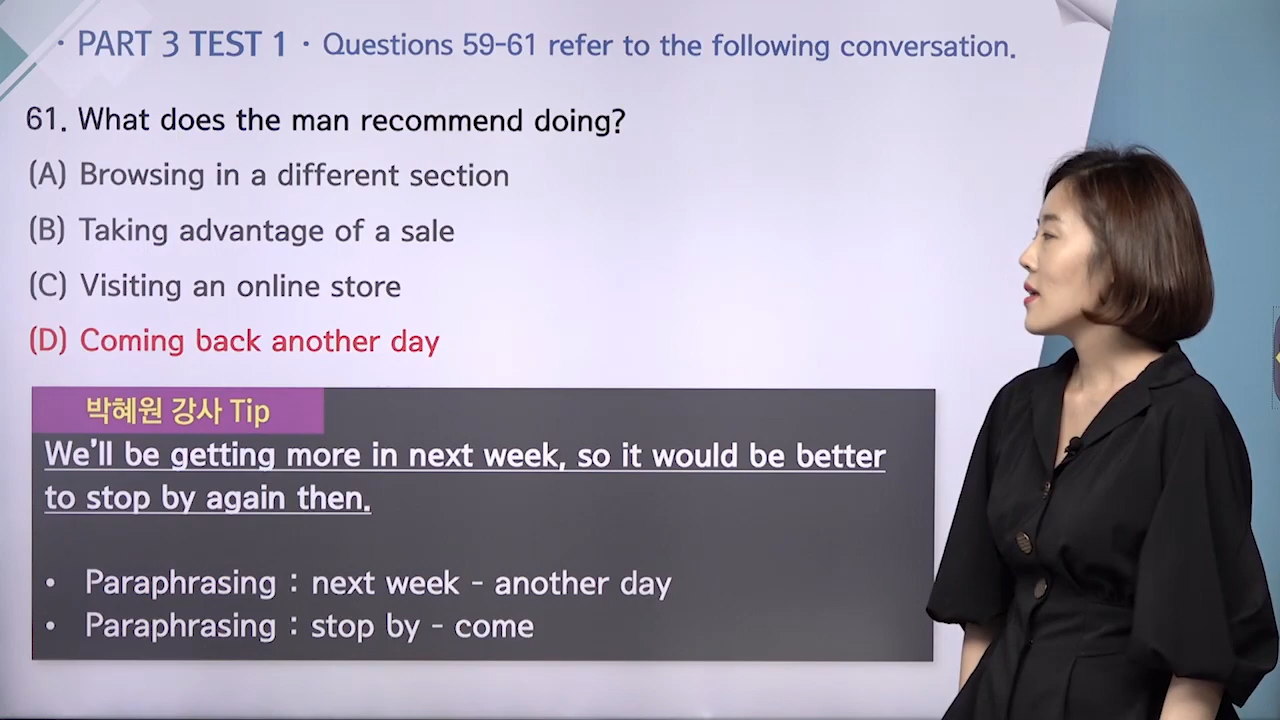 · PART 3 TEST 1 · Questions 59-61 refer to the following conversation.
61. What does the man recommend doing?
(A) Browsing in a different section
(B) Taking advantage of a sale
(C) Visiting an online store
(D) Coming back another day
박혜원 강사 Tip
We'll be getting more in next week, so it would be better
to stop by again then.
• Paraphrasing : next week - another day
• Paraphrasing : stop by - come